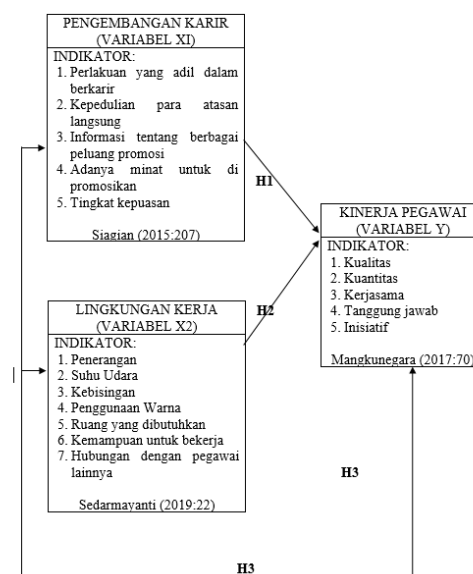 PENGEMBANGAN KARIR
(VARIABEL XI)
INDIKATOR:
1. Perlakuan yang adil dalam
berkarir
2. Kepedulian para atasan
langsung
3. Informasi tentang berbagai
peluang promosi
4. Adanya minat untuk di
promosikan
5. Tingkat kepuasan
Siagian (2015:207)
H1
KINERJA PEGAWAI
(VARIABEL Y)
INDIKATOR:
1. Kualitas
2. Kuantitas
3. Kerjasama
4. Tanggung jawab
5. Inisiatif
Mangkunegara (2017:70)
H2
LINGKUNGAN KERJA
(VARIABEL X2)
INDIKATOR:
1. Penerangan
2. Suhu Udara
3. Kebisingan
4. Penggunaan Warna
5. Ruang yang dibutuhkan
6. Kemampuan untuk bekerja
7. Hubungan dengan pegawai
lainnya
Sedarmayanti (2019:22)
H3
H3